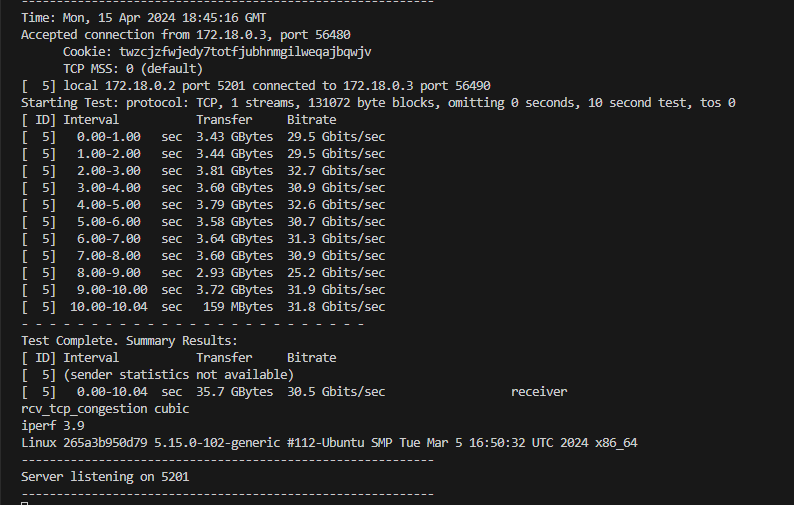 -----------------------------------------------------------
Time: Mon, 15 Apr 2024 18:45:16 GMT
Accepted connection from 172.18.0.3, port 56480
      Cookie: twzcjzfwjedy7totfjubhnmgilweqajbqwjv
      TCP MSS: 0 (default)
[  5] local 172.18.0.2 port 5201 connected to 172.18.0.3 port 56490
Starting Test: protocol: TCP, 1 streams, 131072 byte blocks, omitting 0 seconds, 10 second test, tos 0
[ ID] Interval           Transfer     Bitrate
[  5]   0.00-1.00   sec  3.43 GBytes  29.5 Gbits/sec
[  5]   1.00-2.00   sec  3.44 GBytes  29.5 Gbits/sec
[  5]   2.00-3.00   sec  3.81 GBytes  32.7 Gbits/sec
[  5]   3.00-4.00   sec  3.60 GBytes  30.9 Gbits/sec
[  5]   4.00-5.00   sec  3.79 GBytes  32.6 Gbits/sec
[  5]   5.00-6.00   sec  3.58 GBytes  30.7 Gbits/sec
[  5]   6.00-7.00   sec  3.64 GBytes  31.3 Gbits/sec
[  5]   7.00-8.00   sec  3.60 GBytes  30.9 Gbits/sec
[  5]   8.00-9.00   sec  2.93 GBytes  25.2 Gbits/sec
[  5]   9.00-10.00  sec  3.72 GBytes  31.9 Gbits/sec
[  5]  10.00-10.04  sec   159 MBytes  31.8 Gbits/sec
- - - - - - - - - - - - - - - - - - - - - - - - -
Test Complete. Summary Results:
[ ID] Interval           Transfer     Bitrate
[  5] (sender statistics not available)
[  5]   0.00-10.04  sec  35.7 GBytes  30.5 Gbits/sec                  receiver
rcv_tcp_congestion cubic
iperf 3.9
Linux 265a3b950d79 5.15.0-102-generic #112-Ubuntu SMP Tue Mar 5 16:50:32 UTC 2024 x86_64
-----------------------------------------------------------
Server listening on 5201
-----------------------------------------------------------